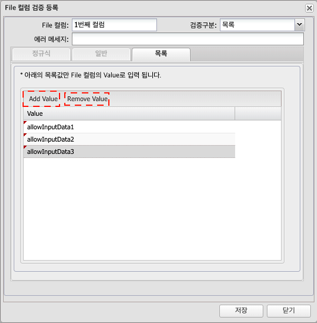 File 컬럼 검증 등록
File 컬럼: 1번째 컬럼 검증구분: 목록
에러 메세지:
정규식 일반 목록
* 아래의 목록값만 File 컬럼의 Value로 입력 됩니다.
Add Value Remove Value
Value
allowInputData1
allowInputData2
allowInputData3
저장 닫기